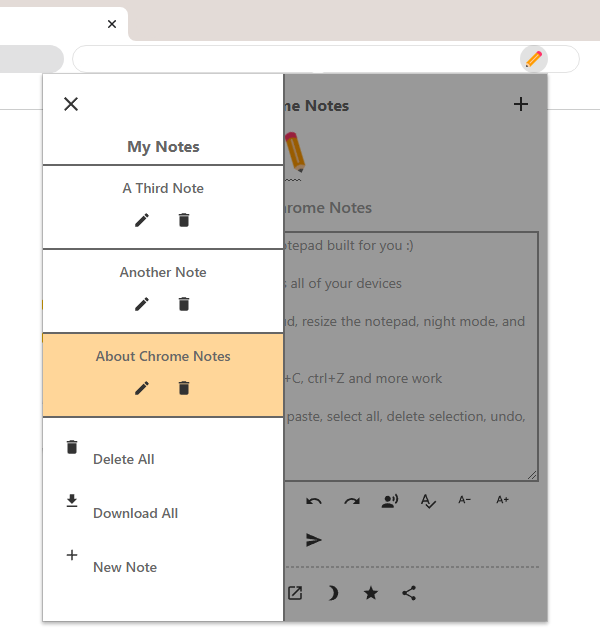 me Notes
My Notes
A Third Note
hrome Notes
otepad built for you :)
Another Note
s all of your devices
nd, resize the notepad, night mode, and
About Chrome Notes
+C, ctrl+Z and more work
paste, select all, delete selection, undo,
Delete All
A- A+
Download All
New Note